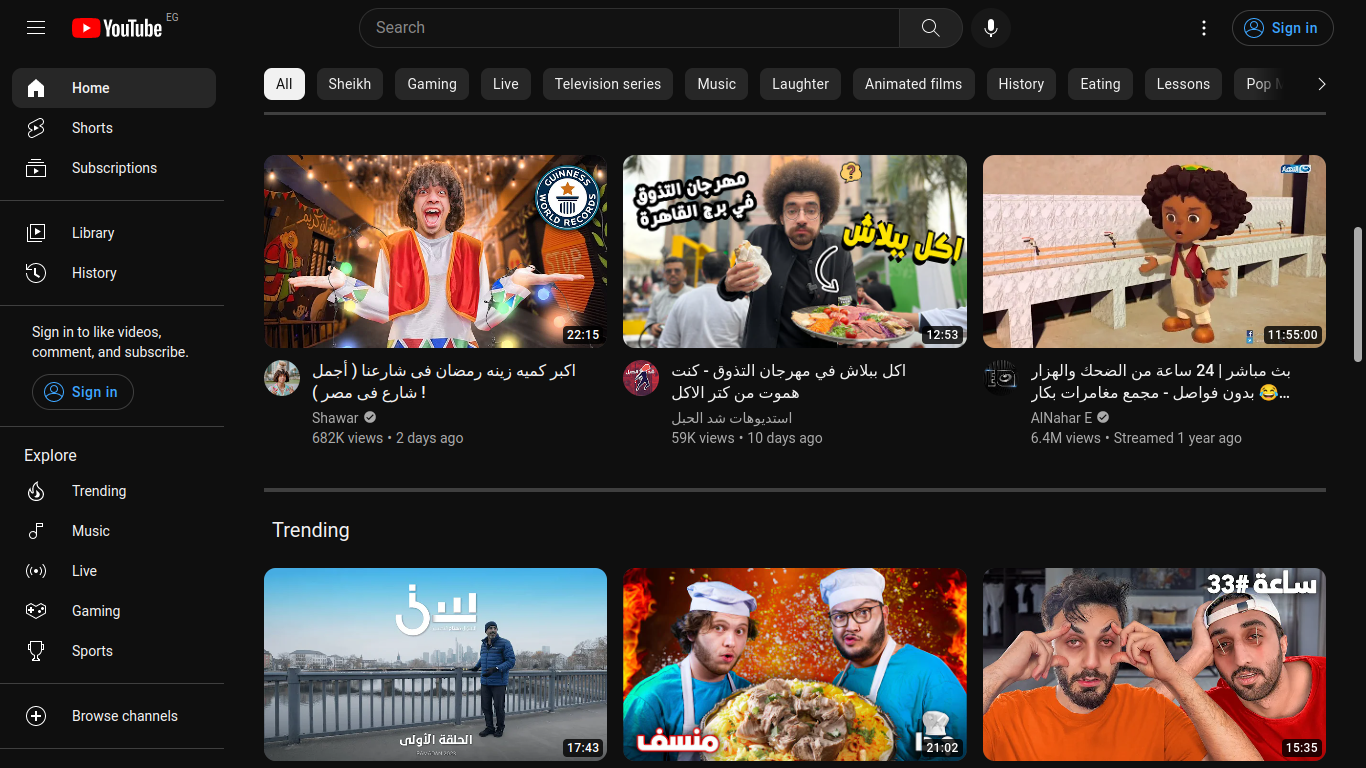 YouTube EG
Search
Sign in
Home
Shorts
Subscriptions
Library
History
Sign in to like videos,
comment, and subscribe.
Sign in
Explore
Trending
Music
Live
Gaming
Sports
Browse channels
All
Sheikh
Gaming
Live
Television series
Music
Laughter
Animated films
History
Eating
Lessons
Pop
GUINNESS
WORLD RECORDS
STOP
22:15
اكبر كميه زينه رمضان فى شارعنا ( أجمل
شارع فى مصر ) !
Shawar
682K views • 2 days ago
مهرجان التذوق
في برج القاهرة
اكل ببلاش
12:53
اكل ببلاش في مهرجان التذوق - كنت
هموت من كتر الاكل
استديوهات شد الحيل
59K views • 10 days ago
11:55:00
بث مباشر | 24 ساعة من الضحك والهزار
😂 بدون فواصل - مجمع مغامرات بكار...
AlNahar E
6.4M views • Streamed 1 year ago
Trending
الحلقة الأولى
17:43
منسف
21:02
ساعة #33
15:35